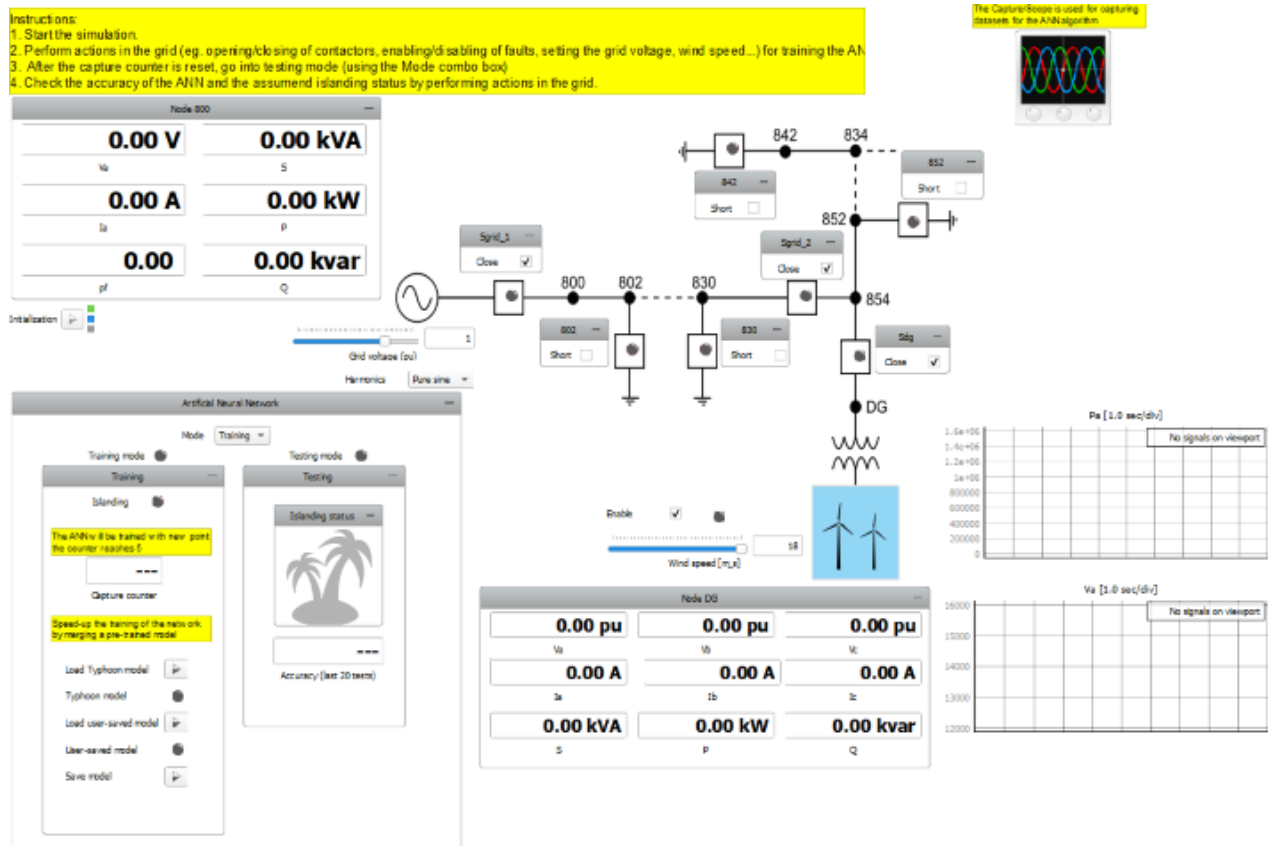 Instructions:
1. Start the simulation.
2. Perform actions in the grid (eg. opening/closing of contactors, enabling/disabling of faults, setting the grid voltage, wind speed...) for training the AN
3. After the capture counter is reset, go into testing mode (using the Mode combo box)
4. Check the accuracy of the ANN and the assumend islanding status by performing actions in the grid.
The Capture/Scope is used for capturing
datasets for the ANN algorithm
Node 800
0.00 V
0.00 kVA
Va
S
0.00 A
0.00 kW
Ia
P
0.00
0.00 kvar
pf
Q
Initialization
Grid voltage [pu]
1
Harmonics
Pure sine
Sgrid_1
Close
800
802
830
802
Short
830
Short
842
834
842
Short
852
Short
852
Sgrid_2
Close
854
Sdg
Close
DG
Enable
Wind speed [m_s]
18
Artificial Neural Network
Mode
Training
Training mode
Testing mode
Training
Islanding
The ANN will be trained with new point
the counter reaches 5
---
Capture counter
Speed-up the training of the network
by merging a pre-trained model
Load Typhoon model
Typhoon model
Load user-saved model
User-saved model
Save model
Testing
Islanding status
---
Accuracy (last 20 tests)
Node DG
0.00 pu
0.00 pu
0.00 pu
Va
Vb
Vc
0.00 A
0.00 A
0.00 A
Ia
Ib
Ic
0.00 kVA
0.00 kW
0.00 kvar
S
P
Q
Pa [1.0 sec/div]
No signals on viewport
1.6e+06
1.4e+06
1.2e+06
1e+06
800000
600000
400000
200000
0
Va [1.0 sec/div]
No signals on viewport
16000
15000
14000
13000
12000